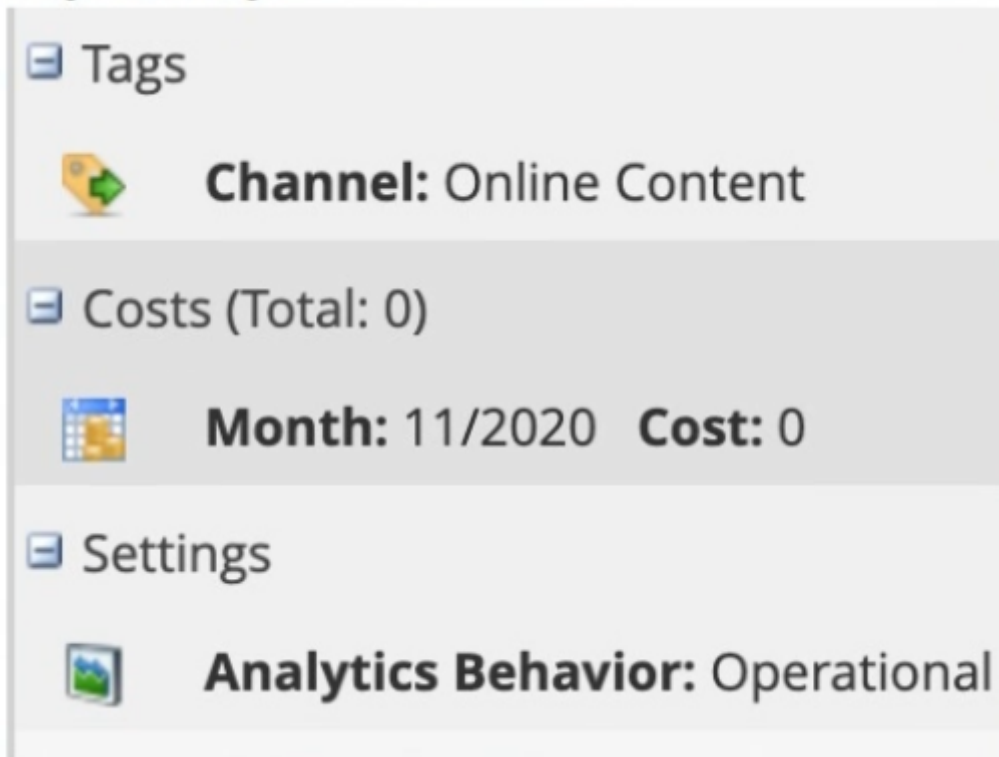 Tags
Channel: Online Content
Costs (Total: 0)
Month: 11/2020 Cost: 0
Settings
Analytics Behavior: Operational